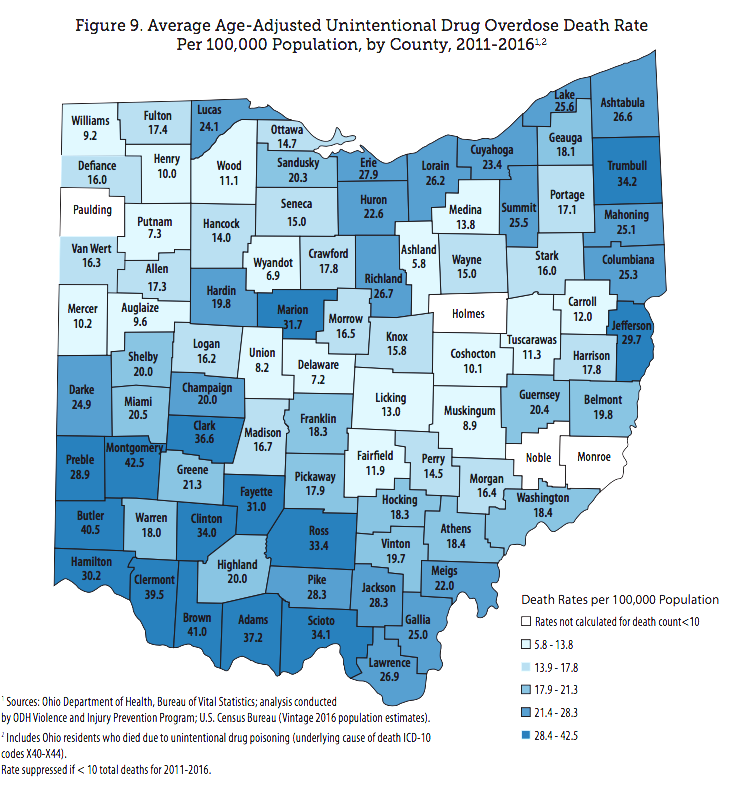 Figure 9. Average Age-Adjusted Unintentional Drug Overdose Death Rate
Per 100,000 Population, by County, 2011-2016¹,²
Williams
9.2
Fulton
17.4
Lucas
24.1
Ottawa
14.7
Lake
25.6
Ashtabula
26.6
Geauga
18.1
Cuyahoga
23.4
Defiance
16.0
Henry
10.0
Wood
11.1
Sandusky
20.3
Erie
27.9
Lorain
26.2
Trumbull
34.2
Paulding
Putnam
7.3
Hancock
14.0
Seneca
15.0
Huron
22.6
Medina
13.8
Summit
25.5
Portage
17.1
Mahoning
25.1
Van Wert
16.3
Allen
17.3
Wyandot
6.9
Crawford
17.8
Richland
26.7
Ashland
5.8
Wayne
15.0
Stark
16.0
Columbiana
25.3
Mercer
10.2
Auglaize
9.6
Hardin
19.8
Marion
31.7
Morrow
16.5
Holmes
Carroll
12.0
Jefferson
29.7
Shelby
20.0
Logan
16.2
Union
8.2
Delaware
7.2
Knox
15.8
Coshocton
10.1
Tuscarawas
11.3
Harrison
17.8
Darke
24.9
Miami
20.5
Champaign
20.0
Licking
13.0
Muskingum
8.9
Guernsey
20.4
Belmont
19.8
Clark
36.6
Madison
16.7
Franklin
18.3
Preble
28.9
Montgomery
42.5
Greene
21.3
Fairfield
11.9
Perry
14.5
Noble
Monroe
Fayette
31.0
Pickaway
17.9
Morgan
16.4
Washington
18.4
Butler
40.5
Warren
18.0
Clinton
34.0
Ross
33.4
Hocking
18.3
Athens
18.4
Hamilton
30.2
Clermont
39.5
Highland
20.0
Vinton
19.7
Meigs
22.0
Pike
28.3
Jackson
28.3
Brown
41.0
Adams
37.2
Scioto
34.1
Gallia
25.0
Lawrence
26.9
Death Rates per 100,000 Population
Rates not calculated for death count<10
5.8 - 13.8
13.9 - 17.8
17.9 - 21.3
21.4 - 28.3
28.4 - 42.5
¹ Sources: Ohio Department of Health, Bureau of Vital Statistics; analysis conducted
by ODH Violence and Injury Prevention Program; U.S. Census Bureau (Vintage 2016 population estimates).
² Includes Ohio residents who died due to unintentional drug poisoning (underlying cause of death ICD-10
codes X40-X44).
Rate suppressed if < 10 total deaths for 2011-2016.